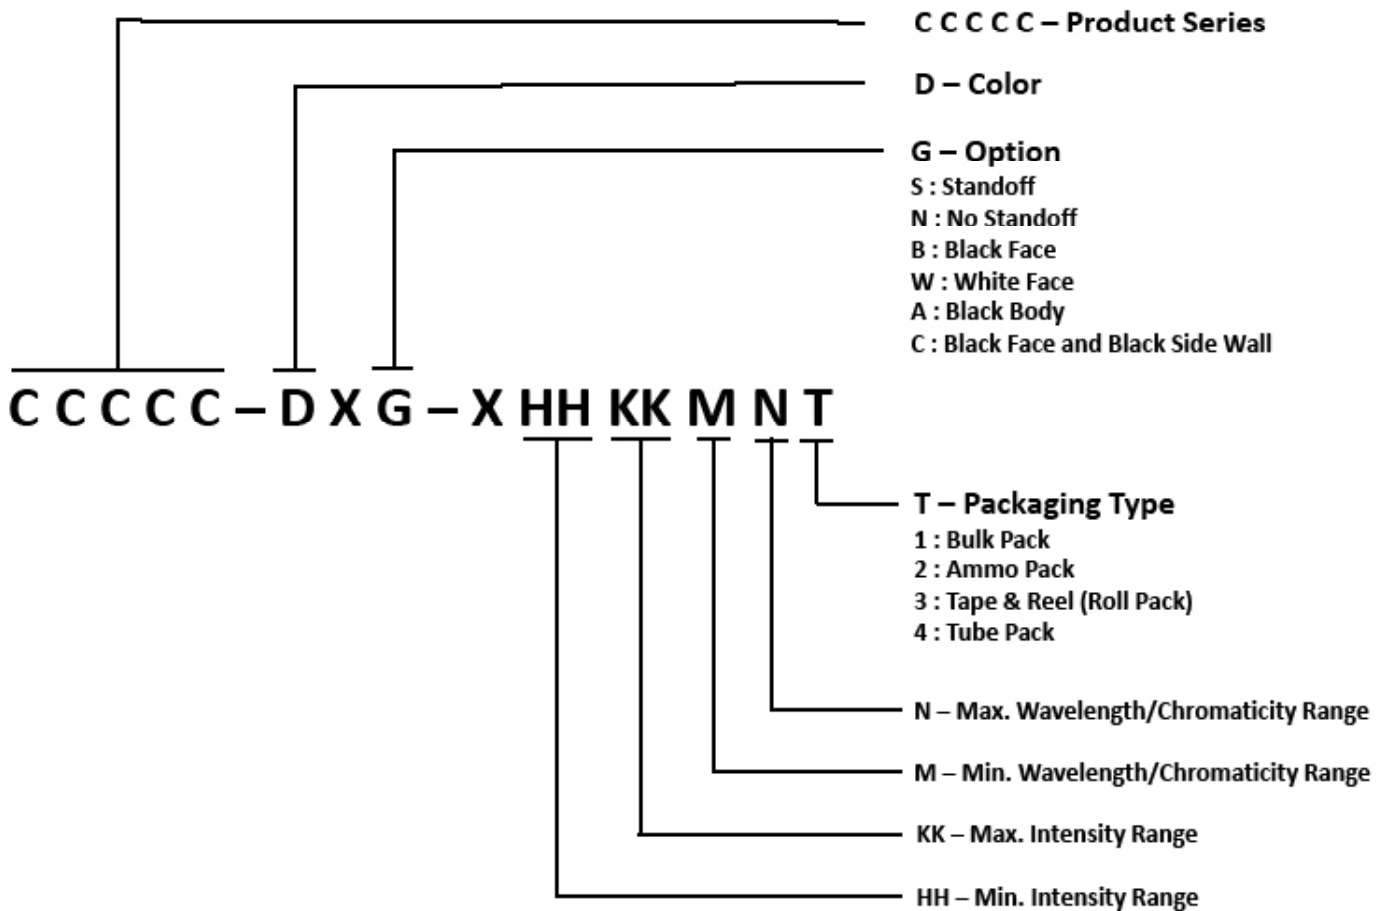 C C C C C – Product Series
D – Color
G – Option
S : Standoff
N : No Standoff
B : Black Face
W : White Face
A : Black Body
C : Black Face and Black Side Wall
C C C C C – D X G – X HH KK M N T
T – Packaging Type
1 : Bulk Pack
2 : Ammo Pack
3 : Tape & Reel (Roll Pack)
4 : Tube Pack
N – Max. Wavelength/Chromaticity Range
M – Min. Wavelength/Chromaticity Range
KK – Max. Intensity Range
HH – Min. Intensity Range